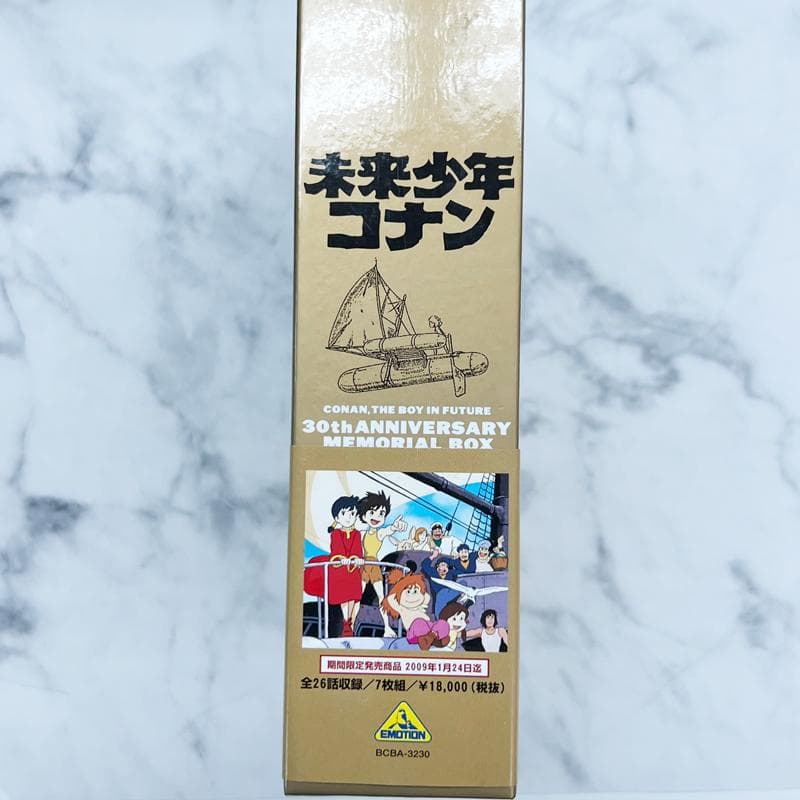 未来少年
コナン
CONAN, THE BOY IN FUTURE
30th ANNIVERSARY
MEMORIAL BOX
期間限定発売商品 2009年1月24日迄
全26話収録/7枚組/¥18,000(税抜)
EMOTION
BCBA-3230